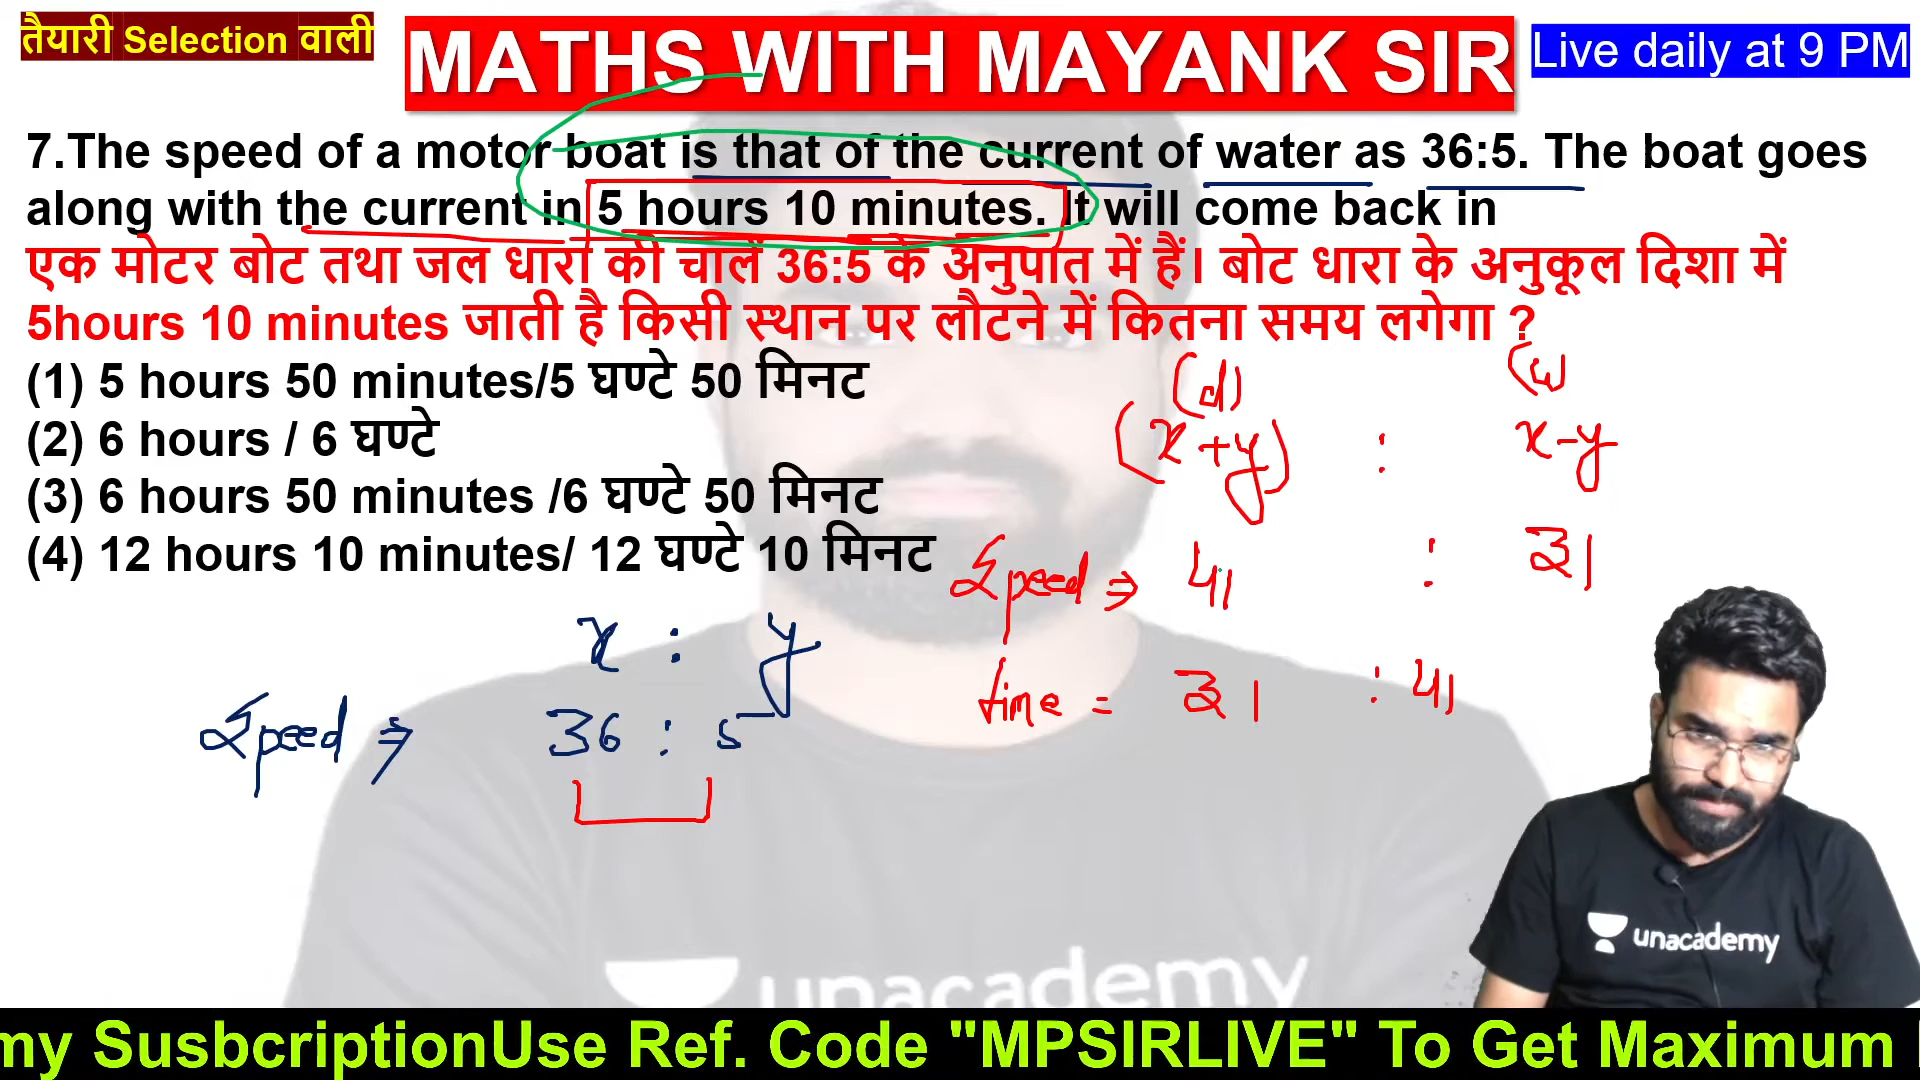 तैयारी Selection वाली
MATHS WITH MAYANK SIR
Live daily at 9 PM
7.The speed of a motor boat is that of the current of water as 36:5. The boat goes
along with the current in 5 hours 10 minutes. It will come back in
एक मोटर बोट तथा जल धारा की चालें 36:5 के अनुपात में हैं। बोट धारा के अनुकूल दिशा में
5hours 10 minutes जाती है किसी स्थान पर लौटने में कितना समय लगेगा ?
(1) 5 hours 50 minutes/5 घण्टे 50 मिनट
(2) 6 hours / 6 घण्टे
(3) 6 hours 50 minutes /6 घण्टे 50 मिनट
(4) 12 hours 10 minutes/ 12 घण्टे 10 मिनट
(d) (u)
(x+y) : x-y
Speed ⇒ 41 : 31
time = 31 : 41
x : y
Speed ⇒ 36 : 5
unacademy
unacademy
my SusbcriptionUse Ref. Code "MPSIRLIVE" To Get Maximum